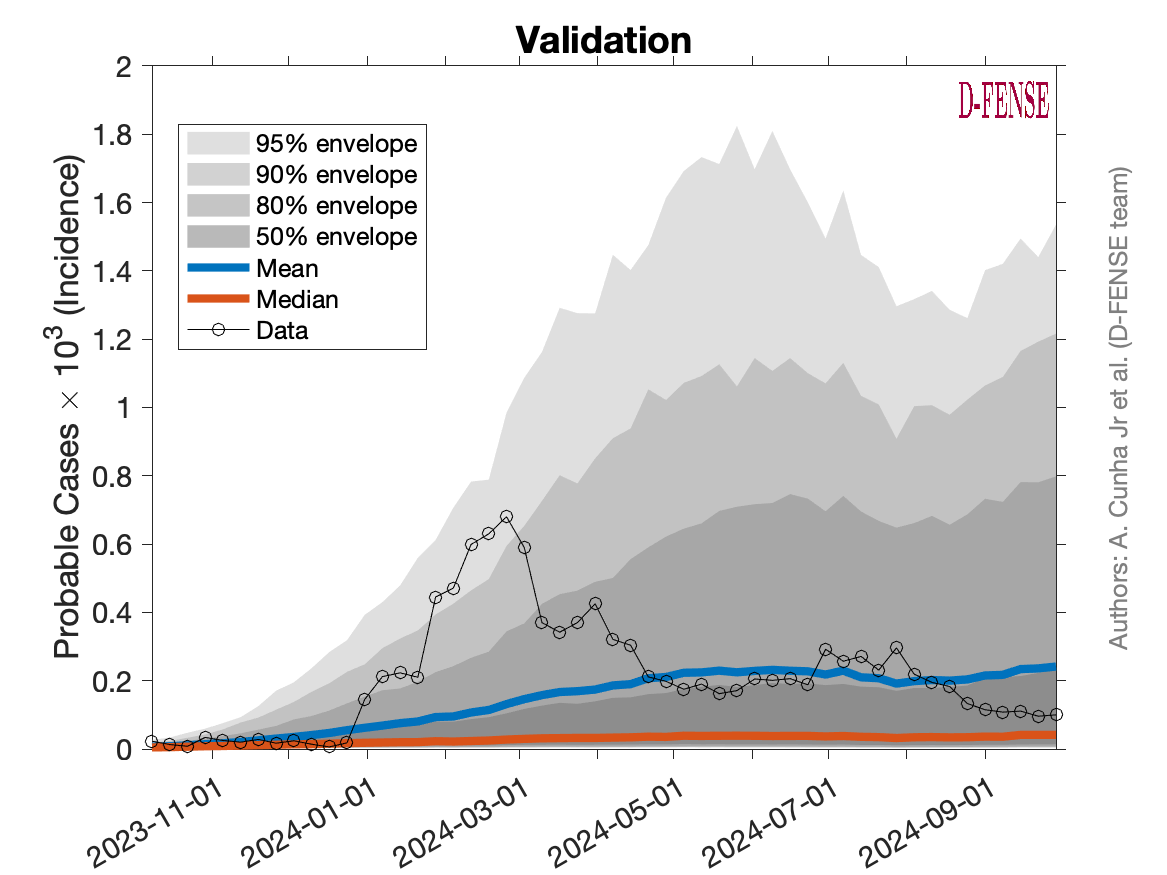 Validation
D-FENSE
2
1.8
1.6
1.4
1.2
1
0.8
0.6
0.4
0.2
0
Probable Cases × 10³ (Incidence)
95% envelope
90% envelope
80% envelope
50% envelope
Mean
Median
Data
2023-11-01
2024-01-01
2024-03-01
2024-05-01
2024-07-01
2024-09-01
Authors: A. Cunha Jr et al. (D-FENSE team)